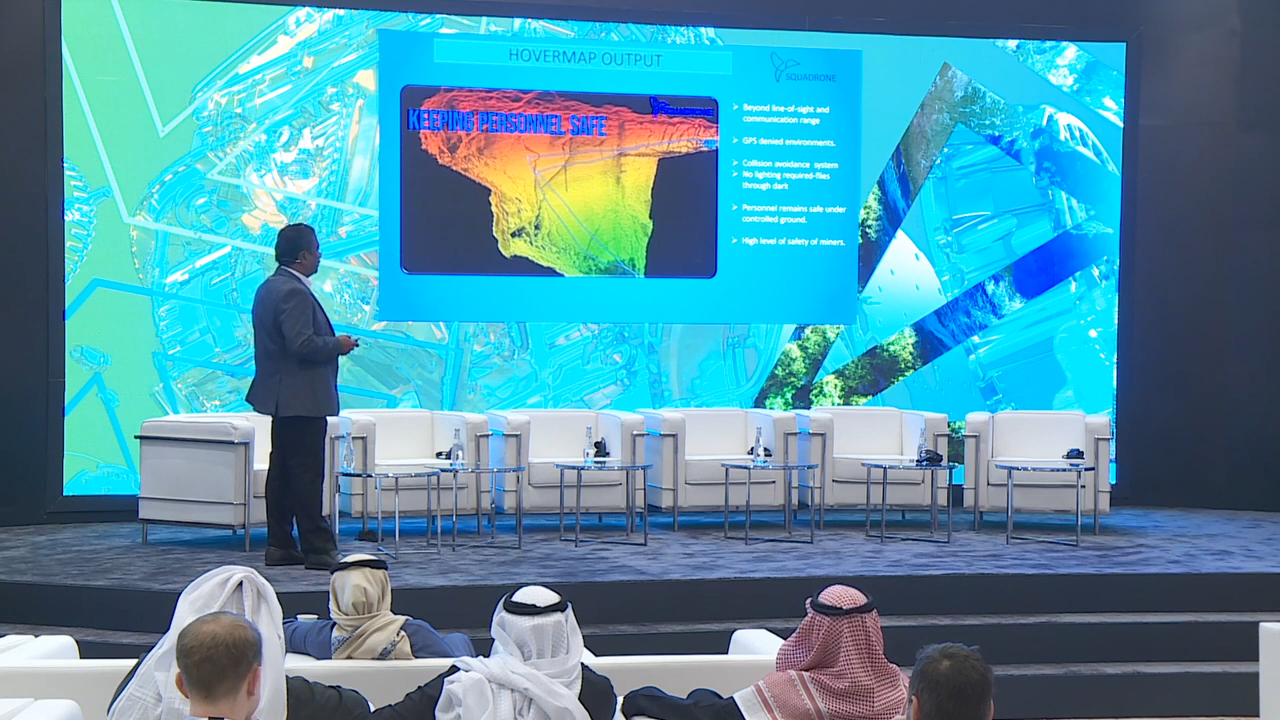 HOVERMAP OUTPUT
SQUADRONE
KEEPING PERSONNEL SAFE
SQUADRONE
➢ Beyond line-of-sight and
communication range
➢ GPS denied environments.
➢ Collision avoidance system
➢ No lighting required-flies
through dark
➢ Personnel remains safe under
controlled ground.
➢ High level of safety of miners.